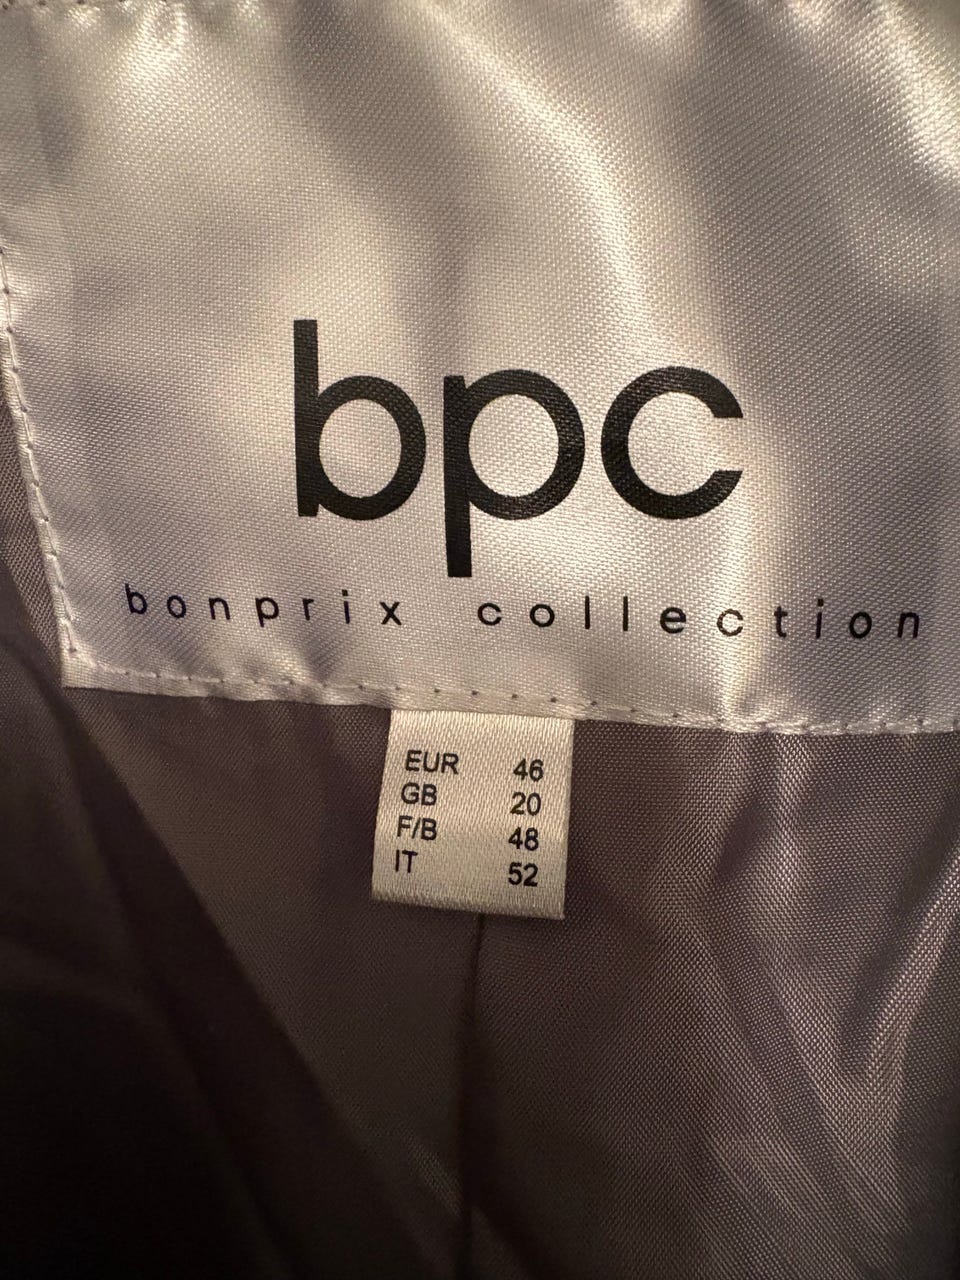 bpc
bonprix collection
EUR 46
GB 20
F/B 48
IT 52